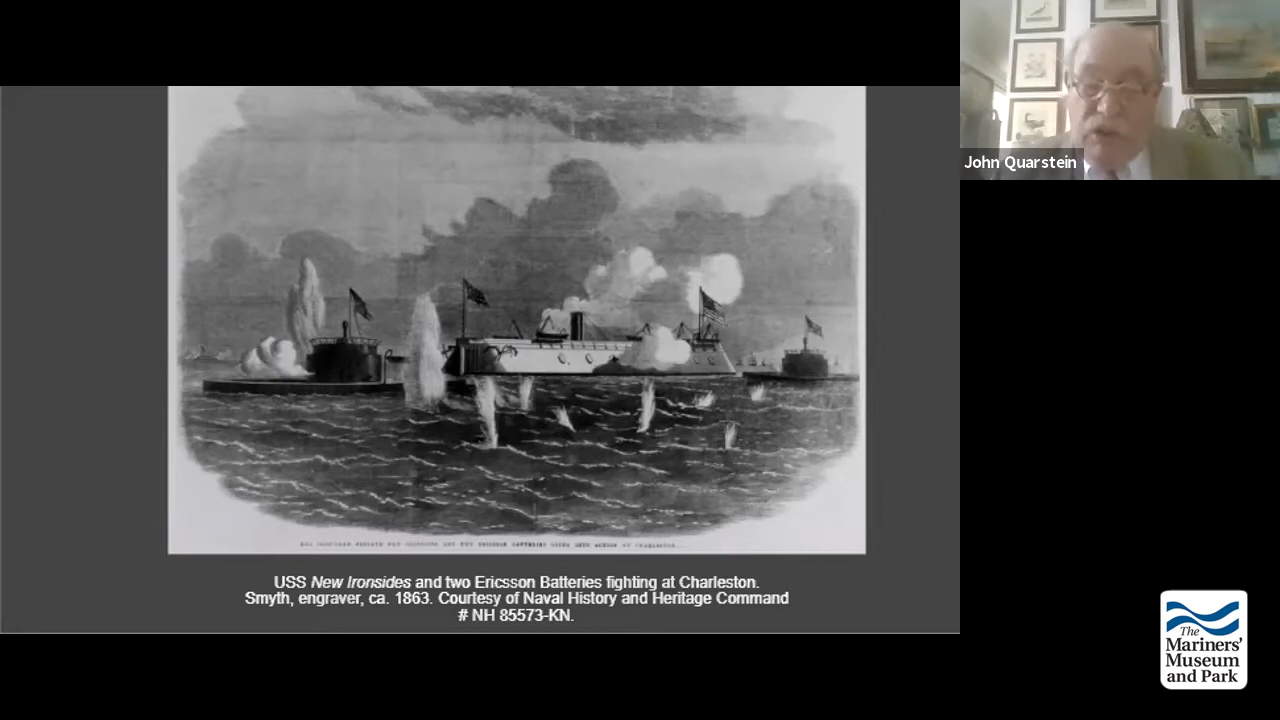 John Quarstein
USS New Ironsides and two Ericsson Batteries fighting at Charleston.
Smyth, engraver, ca. 1863. Courtesy of Naval History and Heritage Command
# NH 85573-KN.
The
Mariners'
Museum
and Park